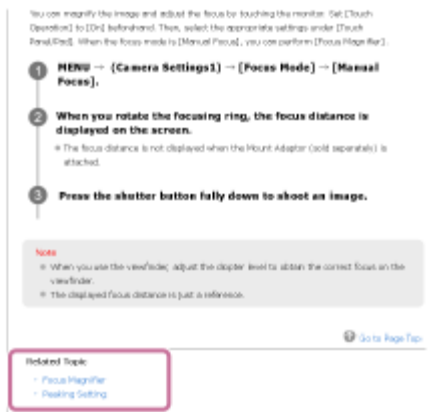 You can magnify the image and adjust the focus by touching the monitor. Set [Touch
Operation] to [On] beforehand. Then, select the appropriate settings under [Touch
Panel/Pad]. When the focus mode is [Manual Focus], you can perform [Focus Magnifier].
1 MENU → (Camera Settings1) → [Focus Mode] → [Manual
Focus].
2 When you rotate the focusing ring, the focus distance is
displayed on the screen.
The focus distance is not displayed when the Mount Adaptor (sold separately) is
attached.
3 Press the shutter button fully down to shoot an image.
Note
When you use the viewfinder, adjust the diopter level to obtain the correct focus on the
viewfinder.
The displayed focus distance is just a reference.
Go to Page Top
Related Topic
Focus Magnifier
Peaking Setting